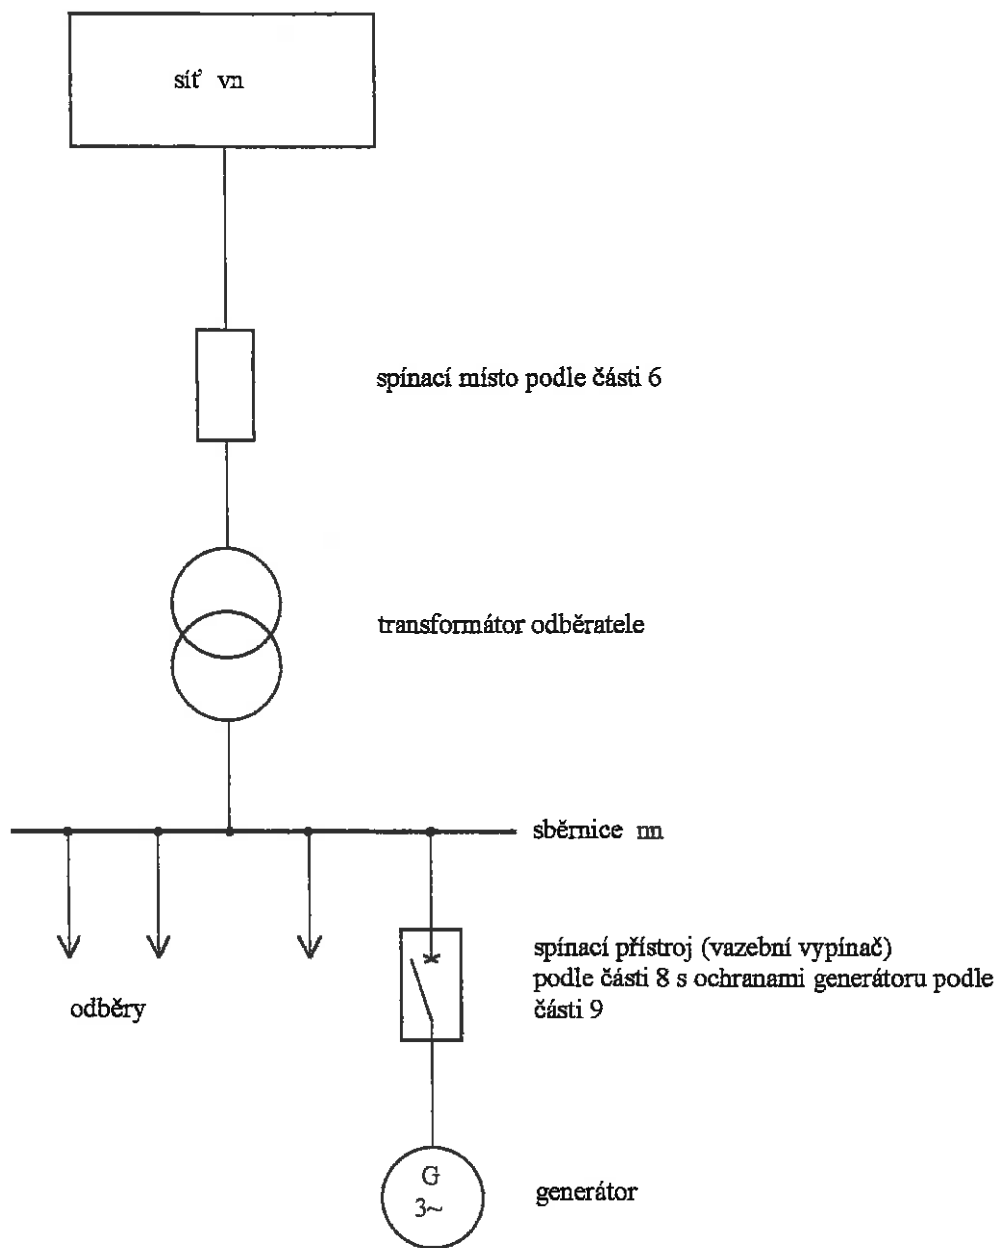 síť vn
spínací místo podle části 6
transformátor odběratele
sběrnice nn
spínací přístroj (vazební vypínač)
podle části 8 s ochranami generátoru podle
části 9
odběry
G
3~
generátor